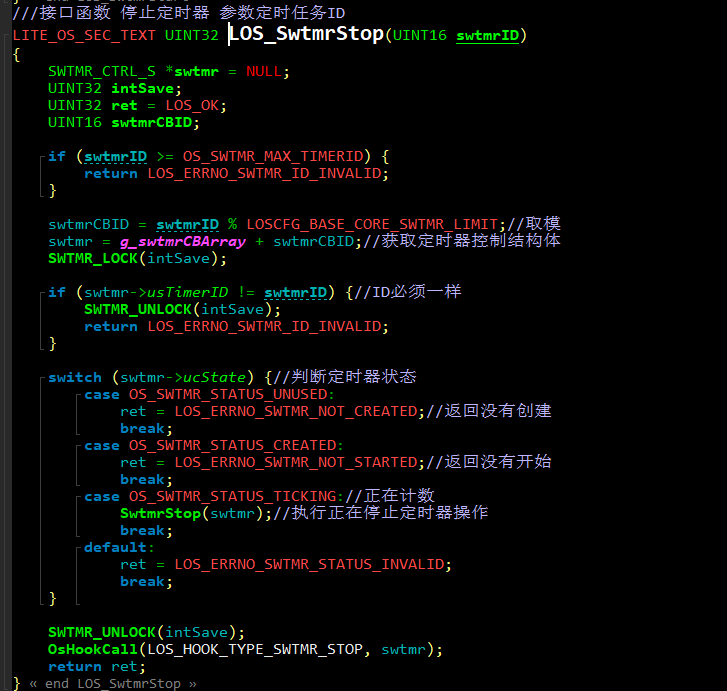 ///接口函数 停止定时器 参数定时任务ID
LITE_OS_SEC_TEXT UINT32 LOS_SwtmrStop(UINT16 swtmrID)
{
SWTMR_CTRL_S *swtmr = NULL;
UINT32 intSave;
UINT32 ret = LOS_OK;
UINT16 swtmrCBID;
if (swtmrID >= OS_SWTMR_MAX_TIMERID) {
return LOS_ERRNO_SWTMR_ID_INVALID;
}
swtmrCBID = swtmrID % LOSCFG_BASE_CORE_SWTMR_LIMIT;//取模
swtmr = g_swtmrCBArray + swtmrCBID;//获取定时器控制结构体
SWTMR_LOCK(intSave);
if (swtmr->usTimerID != swtmrID) {//ID必须一样
SWTMR_UNLOCK(intSave);
return LOS_ERRNO_SWTMR_ID_INVALID;
}
switch (swtmr->ucState) {//判断定时器状态
case OS_SWTMR_STATUS_UNUSED:
ret = LOS_ERRNO_SWTMR_NOT_CREATED;//返回没有创建
break;
case OS_SWTMR_STATUS_CREATED:
ret = LOS_ERRNO_SWTMR_NOT_STARTED;//返回没有开始
break;
case OS_SWTMR_STATUS_TICKING://正在计数
SwtmrStop(swtmr);//执行正在停止定时器操作
break;
default:
ret = LOS_ERRNO_SWTMR_STATUS_INVALID;
break;
}
SWTMR_UNLOCK(intSave);
OsHookCall(LOS_HOOK_TYPE_SWTMR_STOP, swtmr);
return ret;
} « end LOS_SwtmrStop »